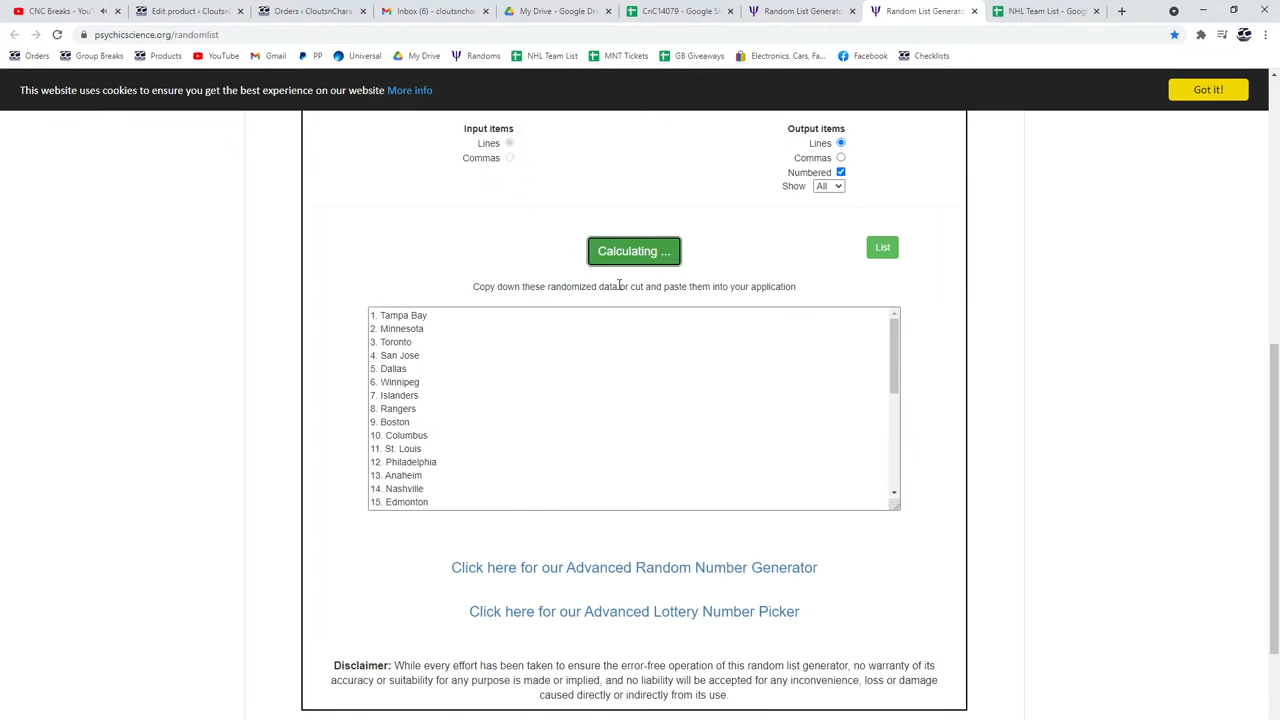 CNC Breaks - YouT
Edit product ‹ Cloutsn
Orders ‹ CloutsnChara
Inbox (6) - cloutsnchar
My Drive - Google Dri
CnC14079 - Google S
Random List Generato
Random List Generato
NHL Team List - Goog
psychicscience.org/randomlist
Orders
Group Breaks
Products
YouTube
Gmail
PP
Universal
My Drive
Randoms
NHL Team List
MNT Tickets
GB Giveaways
Electronics, Cars, Fa...
Facebook
Checklists
This website uses cookies to ensure you get the best experience on our website More info
Got it!
Input items
Lines
Commas
Output items
Lines
Commas
Numbered
Show All
Calculating ...
List
Copy down these randomized data or cut and paste them into your application
1. Tampa Bay
2. Minnesota
3. Toronto
4. San Jose
5. Dallas
6. Winnipeg
7. Islanders
8. Rangers
9. Boston
10. Columbus
11. St. Louis
12. Philadelphia
13. Anaheim
14. Nashville
15. Edmonton
Click here for our Advanced Random Number Generator
Click here for our Advanced Lottery Number Picker
Disclaimer: While every effort has been taken to ensure the error-free operation of this random list generator, no warranty of its
accuracy or suitability for any purpose is made or implied, and no liability will be accepted for any inconvenience, loss or damage
caused directly or indirectly from its use.